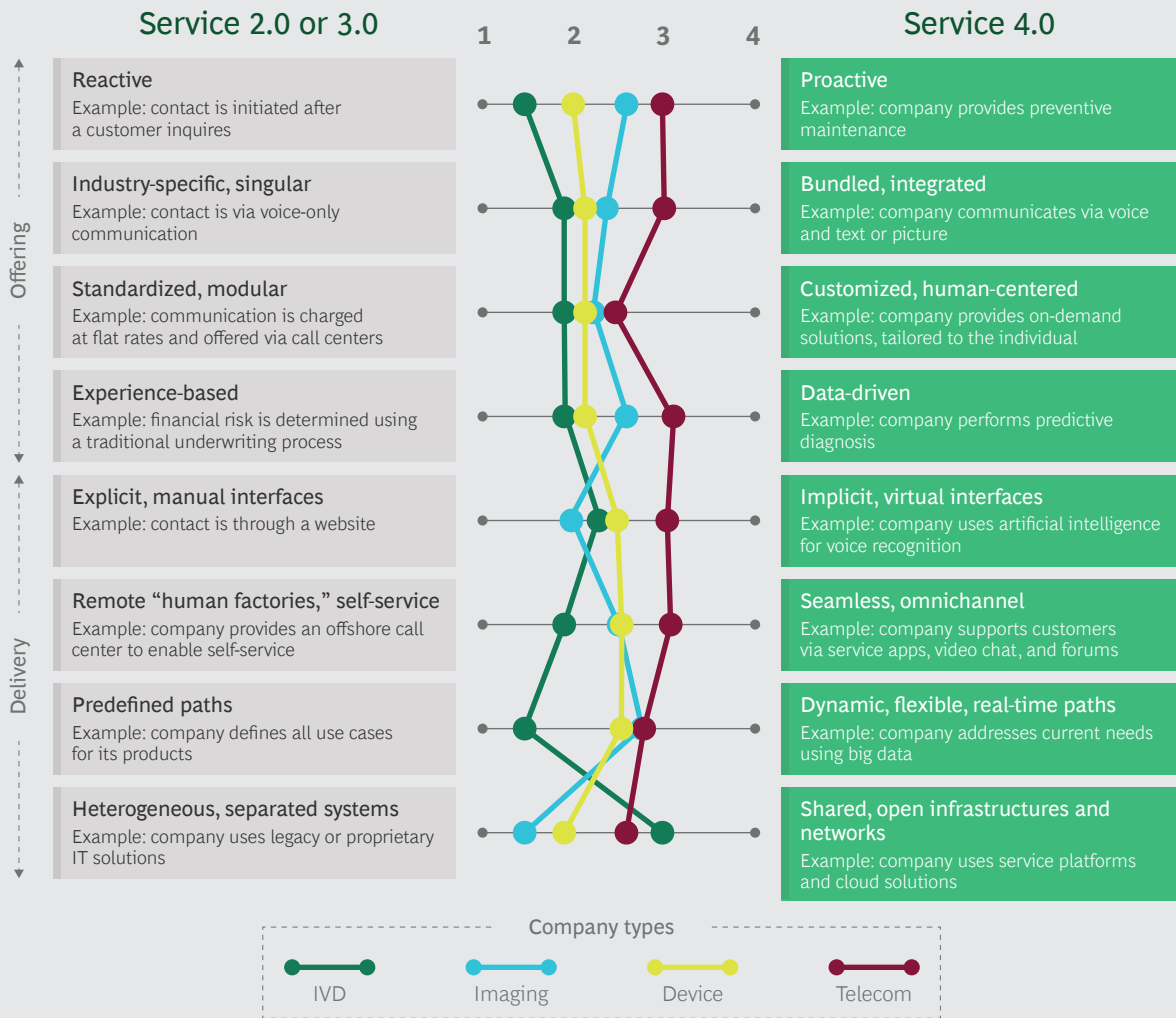 Service 2.0 or 3.0
1 2 3 4
Service 4.0
Offering
Reactive
Example: contact is initiated after
a customer inquires
Proactive
Example: company provides preventive
maintenance
Industry-specific, singular
Example: contact is via voice-only
communication
Bundled, integrated
Example: company communicates via voice
and text or picture
Standardized, modular
Example: communication is charged
at flat rates and offered via call centers
Customized, human-centered
Example: company provides on-demand
solutions, tailored to the individual
Experience-based
Example: financial risk is determined using
a traditional underwriting process
Data-driven
Example: company performs predictive
diagnosis
Delivery
Explicit, manual interfaces
Example: contact is through a website
Implicit, virtual interfaces
Example: company uses artificial intelligence
for voice recognition
Remote “human factories,” self-service
Example: company provides an offshore call
center to enable self-service
Seamless, omnichannel
Example: company supports customers
via service apps, video chat, and forums
Predefined paths
Example: company defines all use cases
for its products
Dynamic, flexible, real-time paths
Example: company addresses current needs
using big data
Heterogeneous, separated systems
Example: company uses legacy or proprietary
IT solutions
Shared, open infrastructures and
networks
Example: company uses service platforms
and cloud solutions
Company types
IVD
Imaging
Device
Telecom